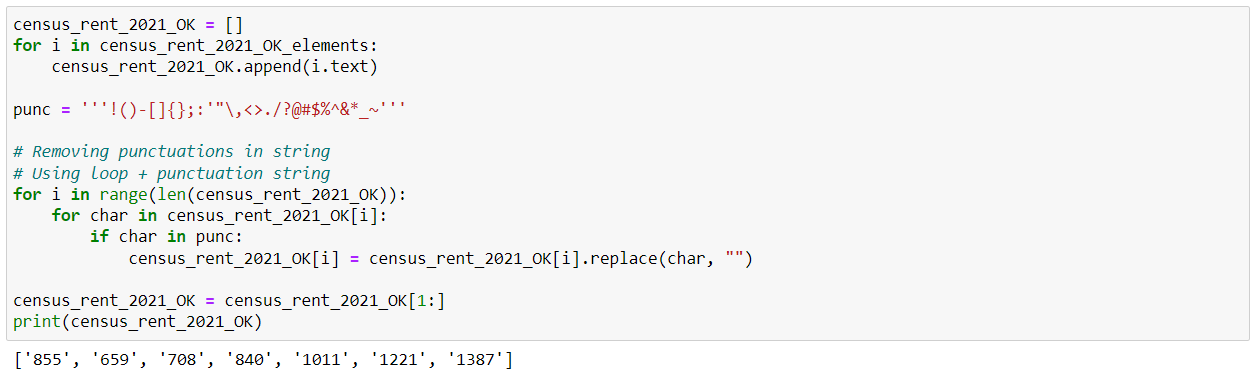 census_rent_2021_OK = []
for i in census_rent_2021_OK_elements:
    census_rent_2021_OK.append(i.text)

punc = '''!()-[]{};:'"\,<>./?@#$%^&*_~'''

# Removing punctuations in string
# Using loop + punctuation string
for i in range(len(census_rent_2021_OK)):
    for char in census_rent_2021_OK[i]:
        if char in punc:
            census_rent_2021_OK[i] = census_rent_2021_OK[i].replace(char, "")

census_rent_2021_OK = census_rent_2021_OK[1:]
print(census_rent_2021_OK)
['855', '659', '708', '840', '1011', '1221', '1387']